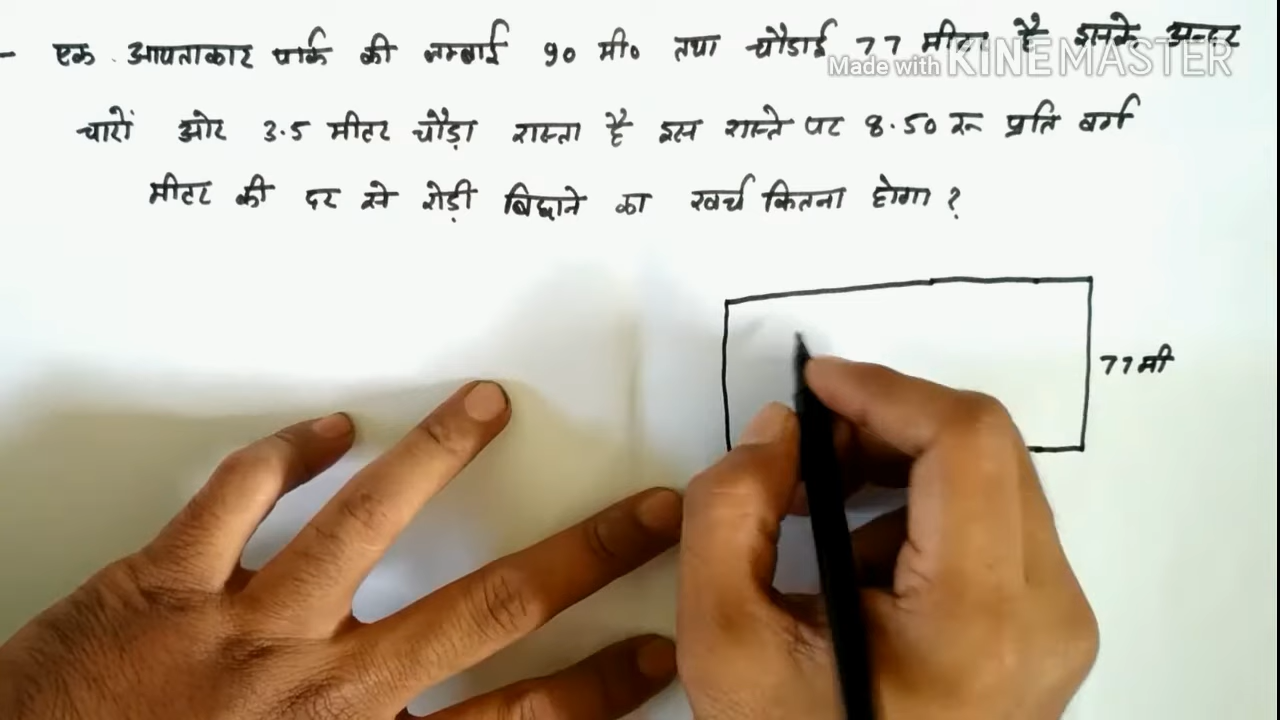 - एक आयताकार पार्क की लम्बाई 90 मी० तथा चौडाई 77 मीटर है इसके अन्दर
Made with KINEMASTER
चारों ओर 3.5 मीटर चौड़ा रास्ता है इस रास्ते पर 8.50 रू प्रति वर्ग
मीटर की दर से रोड़ी बिछाने का खर्च कितना होगा ?
77 मी